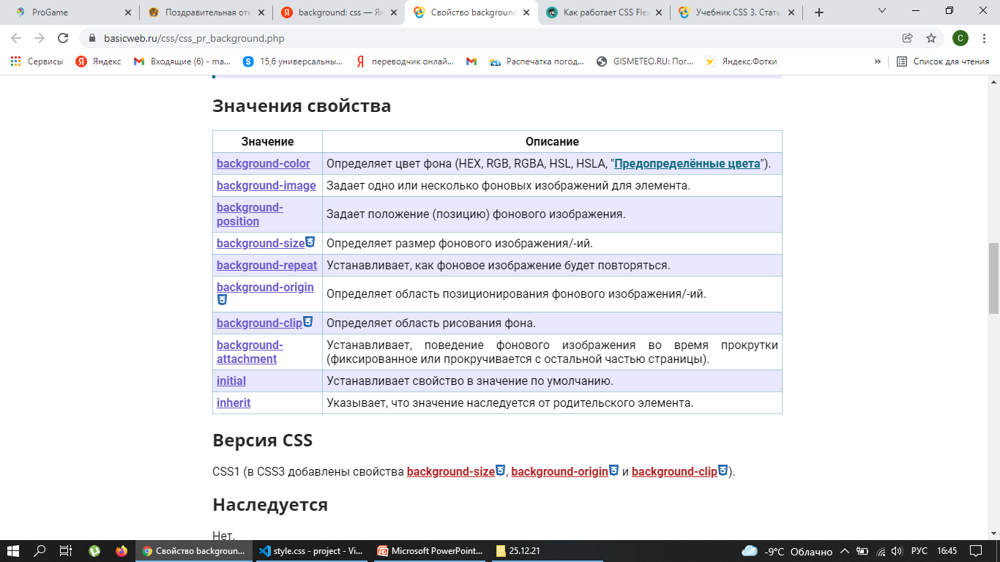 ProGame
Поздравительная отк
background: css — Ян
Свойство background
Как работает CSS Flex
Учебник CSS 3. Стать
basicweb.ru/css/css_pr_background.php
С
Сервисы
Яндекс
Входящие (6) - ma...
15,6 универсальны...
переводчик онлай...
Распечатка погод...
GISMETEO.RU: Пог...
Яндекс.Фотки
»
Список для чтения
Значения свойства
Значение Описание
background-color Определяет цвет фона (HEX, RGB, RGBA, HSL, HSLA, "Предопределённые цвета").
background-image Задает одно или несколько фоновых изображений для элемента.
background-
position Задает положение (позицию) фонового изображения.
background-size Определяет размер фонового изображения/-ий.
background-repeat Устанавливает, как фоновое изображение будет повторяться.
background-origin Определяет область позиционирования фонового изображения/-ий.
background-clip Определяет область рисования фона.
background- Устанавливает, поведение фонового изображения во время прокрутки
attachment (фиксированное или прокручивается с остальной частью страницы).
initial Устанавливает свойство в значение по умолчанию.
inherit Указывает, что значение наследуется от родительского элемента.
Версия CSS
CSS1 (в CSS3 добавлены свойства background-size, background-origin и background-clip).
Наследуется
Нет.
Свойство backgroun...
style.css - project - Vi...
Microsoft PowerPoint...
25.12.21
-9°C Облачно
РУС
16:45